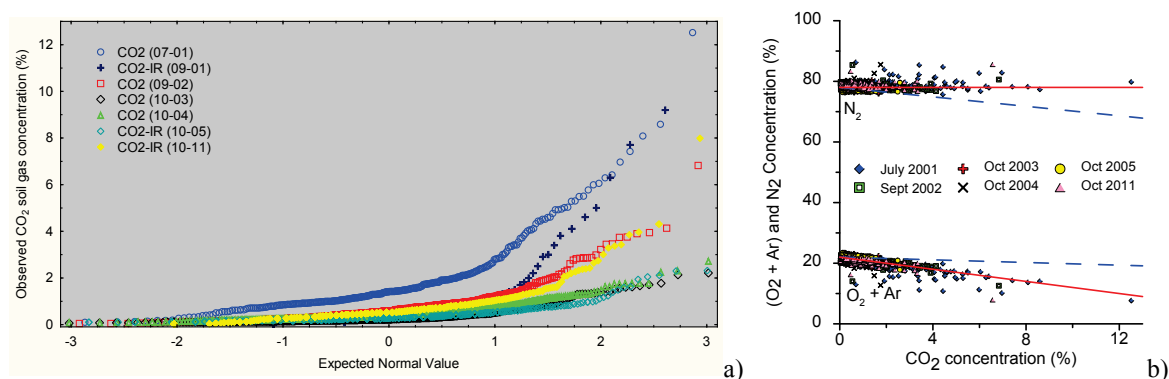 Observed CO2 soil gas concentration (%)
12
10
8
6
4
2
0
CO2 (07-01)
CO2-IR (09-01)
CO2 (09-02)
CO2 (10-03)
CO2 (10-04)
CO2-IR (10-05)
CO2-IR (10-11)
-3 -2 -1 0 1 2 3
Expected Normal Value
a)
(O2 + Ar) and N2 Concentration (%)
100
80
60
40
20
0
N2
July 2001 Oct 2003 Oct 2005
Sept 2002 Oct 2004 Oct 2011
O2 + Ar
0 4 8 12
CO2 concentration (%)
b)